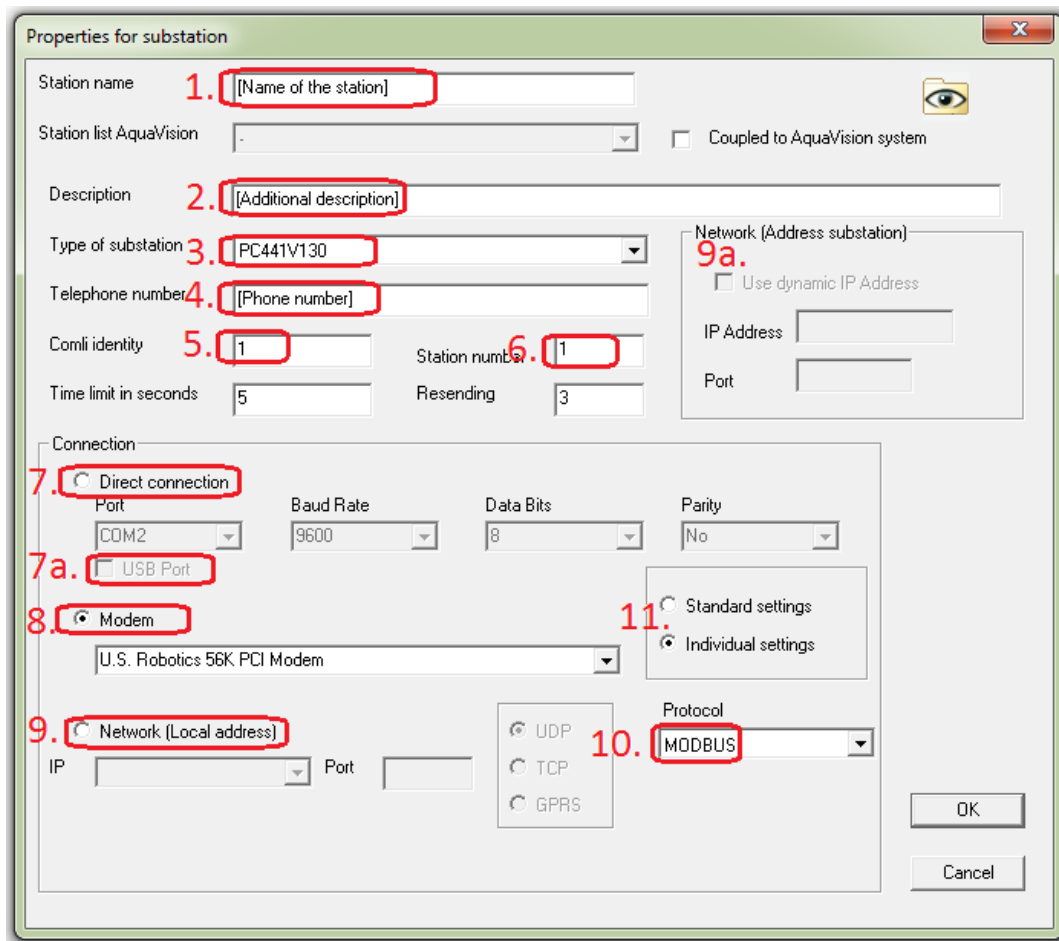 Properties for substation
Station name 1. [Name of the station]
Station list AquaVision - Coupled to AquaVision system
Description 2. [Additional description]
Type of substation 3. PC441V130
Network (Address substation)
9a.
Use dynamic IP Address
Telephone number 4. [Phone number]
IP Address
Comli identity 5. 1 Station number 6. 1
Port
Time limit in seconds 5 Resending 3
Connection
7. Direct connection
Port Baud Rate Data Bits Parity
COM2 9600 8 No
7a. USB Port
8. Modem
U.S. Robotics 56K PCI Modem
11. Standard settings
Individual settings
9. Network (Local address)
IP Port
UDP
TCP
GPRS
Protocol
10. MODBUS
OK
Cancel